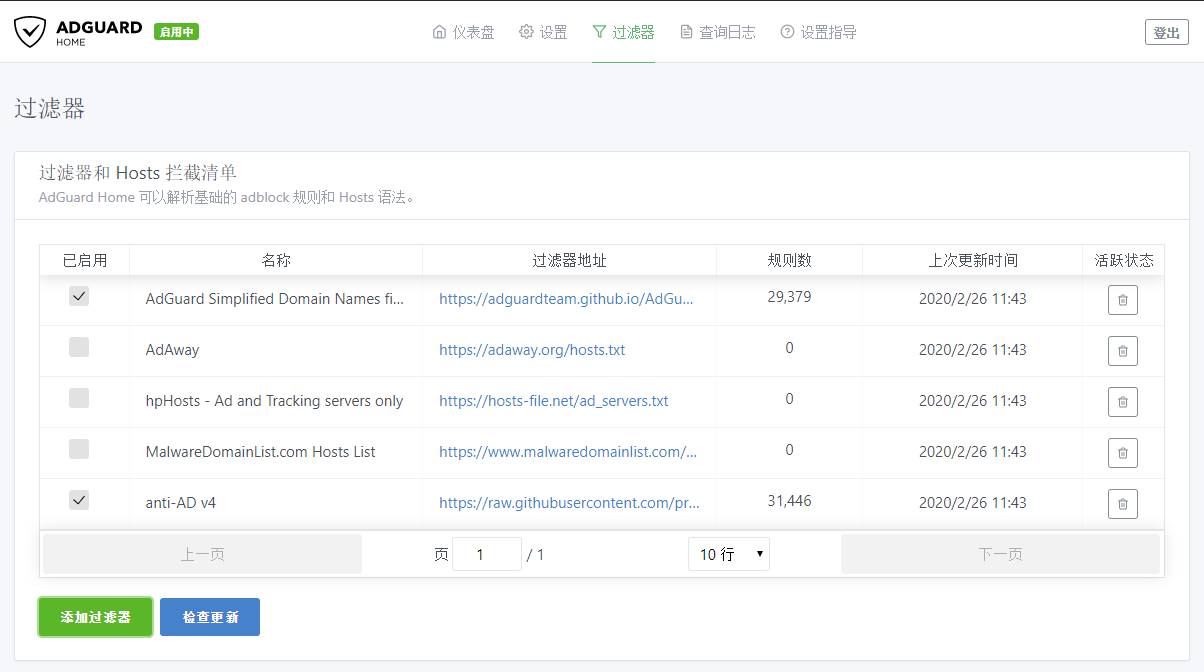 ADGUARD HOME 启用中 仪表盘 设置 过滤器 查询日志 设置指导 登出
过滤器
过滤器和 Hosts 拦截清单
AdGuard Home 可以解析基础的 adblock 规则和 Hosts 语法。
已启用 名称 过滤器地址 规则数 上次更新时间 活跃状态
AdGuard Simplified Domain Names fi... https://adguardteam.github.io/AdGu... 29,379 2020/2/26 11:43
AdAway https://adaway.org/hosts.txt 0 2020/2/26 11:43
hpHosts - Ad and Tracking servers only https://hosts-file.net/ad_servers.txt 0 2020/2/26 11:43
MalwareDomainList.com Hosts List https://www.malwaredomainlist.com/... 0 2020/2/26 11:43
anti-AD v4 https://raw.githubusercontent.com/pr... 31,446 2020/2/26 11:43
上一页 页 1 / 1 10 行 下一页
添加过滤器 检查更新